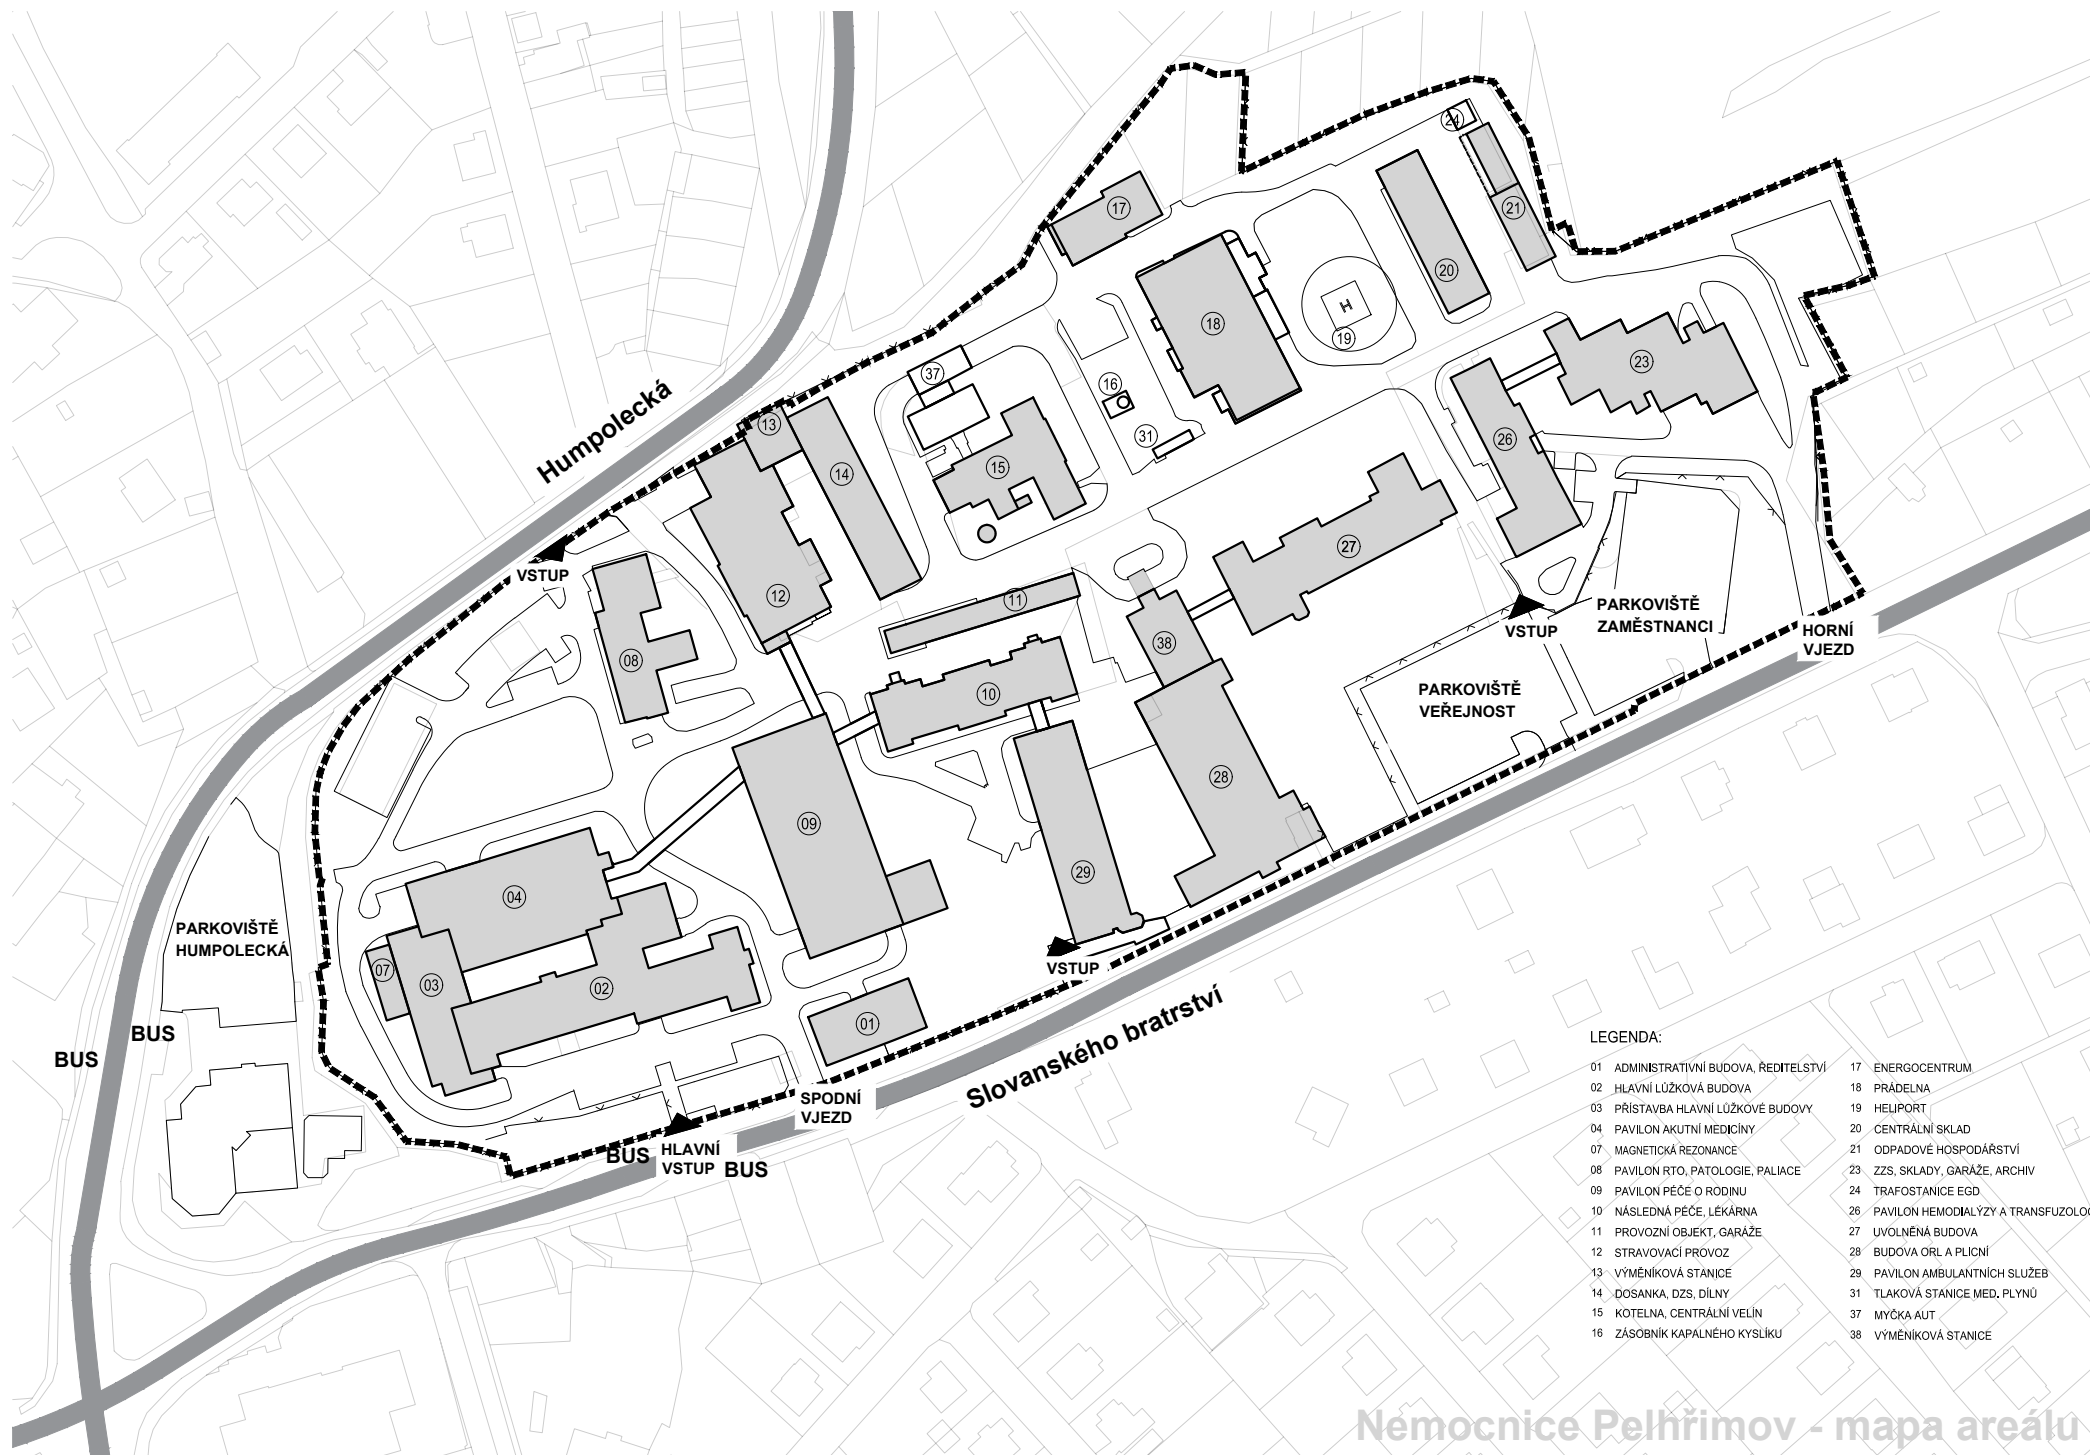 24
17
21
20
18
H
19
23
37
16
13
31
26
14
15
27
Humpolecká
VSTUP
12
11
08
38
PARKOVIŠTĚ
ZAMĚSTNANCI
VSTUP
HORNÍ
VJEZD
10
PARKOVIŠTĚ
VEŘEJNOST
28
09
29
04
PARKOVIŠTĚ
HUMPOLECKÁ
07
03
02
VSTUP
01
BUS
BUS
Slovanského bratrství
SPODNÍ
VJEZD
BUS
HLAVNÍ
VSTUP
BUS
LEGENDA:
01 ADMINISTRATIVNÍ BUDOVA, ŘEDITELSTVÍ
02 HLAVNÍ LŮŽKOVÁ BUDOVA
03 PŘÍSTAVBA HLAVNÍ LŮŽKOVÉ BUDOVY
04 PAVILON AKUTNÍ MEDICÍNY
07 MAGNETICKÁ REZONANCE
08 PAVILON RTO, PATOLOGIE, PALIACE
09 PAVILON PÉČE O RODINU
10 NÁSLEDNÁ PÉČE, LÉKÁRNA
11 PROVOZNÍ OBJEKT, GARÁŽE
12 STRAVOVACÍ PROVOZ
13 VÝMĚNÍKOVÁ STANICE
14 DOSANKA, DZS, DÍLNY
15 KOTELNA, CENTRÁLNÍ VELÍN
16 ZÁSOBNÍK KAPALNÉHO KYSLÍKU
17 ENERGOCENTRUM
18 PRÁDELNA
19 HELIPORT
20 CENTRÁLNÍ SKLAD
21 ODPADOVÉ HOSPODÁŘSTVÍ
23 ZZS, SKLADY, GARÁŽE, ARCHIV
24 TRAFOSTANICE EGD
26 PAVILON HEMODIALÝZY A TRANSFUZOLOG
27 UVOLNĚNÁ BUDOVA
28 BUDOVA ORL A PLICNÍ
29 PAVILON AMBULANTNÍCH SLUŽEB
31 TLAKOVÁ STANICE MED. PLYNŮ
37 MYČKA AUT
38 VÝMĚNÍKOVÁ STANICE
Nemocnice Pelhřimov - mapa areálu